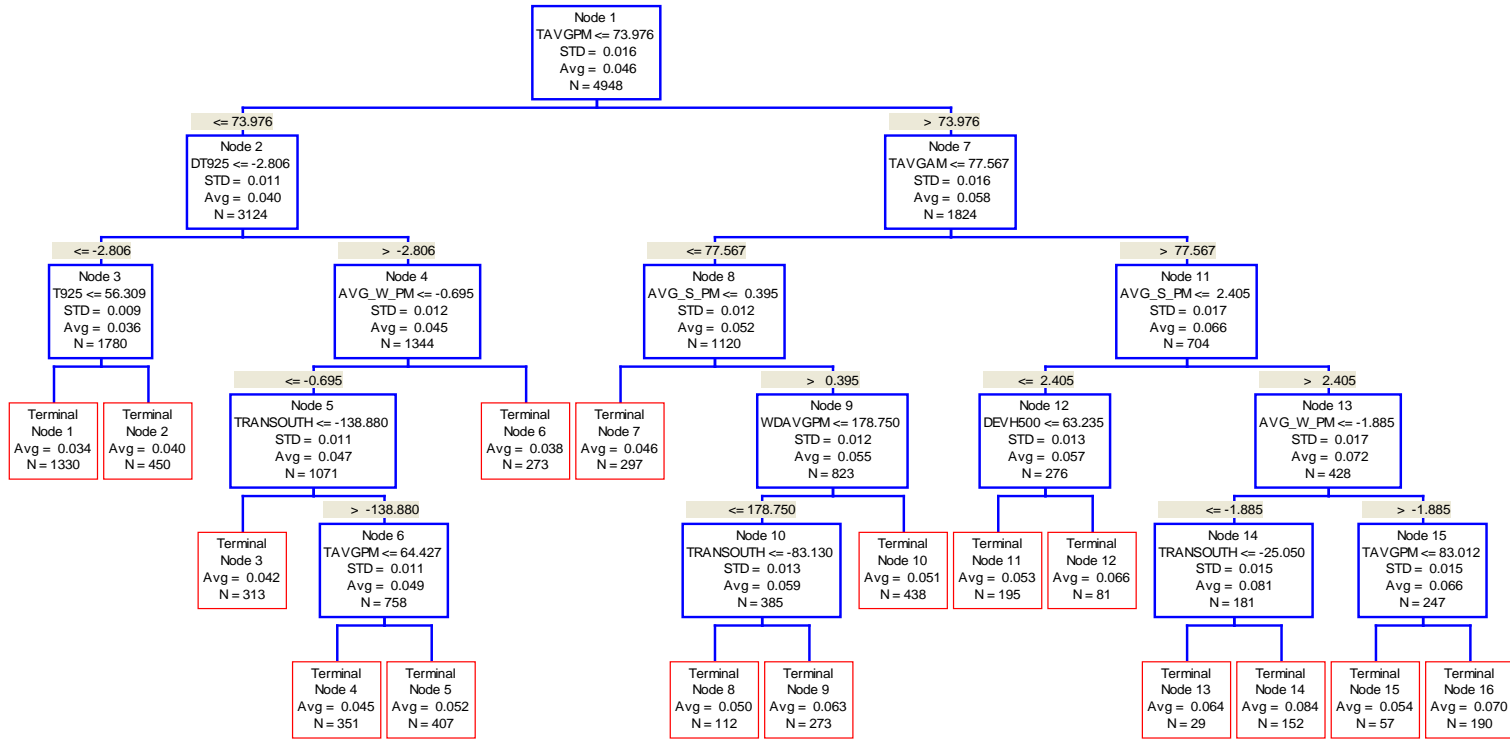 Node 1
TAVGPM <= 73.976
STD = 0.016
Avg = 0.046
N = 4948
<= 73.976
> 73.976
Node 2
DT925 <= -2.806
STD = 0.011
Avg = 0.040
N = 3124
Node 7
TAVGAM <= 77.567
STD = 0.016
Avg = 0.058
N = 1824
<= -2.806
> -2.806
<= 77.567
> 77.567
Node 3
T925 <= 56.309
STD = 0.009
Avg = 0.036
N = 1780
Node 4
AVG_W_PM <= -0.695
STD = 0.012
Avg = 0.045
N = 1344
Node 8
AVG_S_PM <= 0.395
STD = 0.012
Avg = 0.052
N = 1120
Node 11
AVG_S_PM <= 2.405
STD = 0.017
Avg = 0.066
N = 704
<= -0.695
> 0.395
<= 2.405
> 2.405
Terminal
Node 1
Avg = 0.034
N = 1330
Terminal
Node 2
Avg = 0.040
N = 450
Node 5
TRANSOUTH <= -138.880
STD = 0.011
Avg = 0.047
N = 1071
Terminal
Node 6
Avg = 0.038
N = 273
Terminal
Node 7
Avg = 0.046
N = 297
Node 9
WDAVGPM <= 178.750
STD = 0.012
Avg = 0.055
N = 823
Node 12
DEVH500 <= 63.235
STD = 0.013
Avg = 0.057
N = 276
Node 13
AVG_W_PM <= -1.885
STD = 0.017
Avg = 0.072
N = 428
> -138.880
<= 178.750
<= -1.885
> -1.885
Terminal
Node 3
Avg = 0.042
N = 313
Node 6
TAVGPM <= 64.427
STD = 0.011
Avg = 0.049
N = 758
Node 10
TRANSOUTH <= -83.130
STD = 0.013
Avg = 0.059
N = 385
Terminal
Node 10
Avg = 0.051
N = 438
Terminal
Node 11
Avg = 0.053
N = 195
Terminal
Node 12
Avg = 0.066
N = 81
Node 14
TRANSOUTH <= -25.050
STD = 0.015
Avg = 0.081
N = 181
Node 15
TAVGPM <= 83.012
STD = 0.015
Avg = 0.066
N = 247
Terminal
Node 4
Avg = 0.045
N = 351
Terminal
Node 5
Avg = 0.052
N = 407
Terminal
Node 8
Avg = 0.050
N = 112
Terminal
Node 9
Avg = 0.063
N = 273
Terminal
Node 13
Avg = 0.064
N = 29
Terminal
Node 14
Avg = 0.084
N = 152
Terminal
Node 15
Avg = 0.054
N = 57
Terminal
Node 16
Avg = 0.070
N = 190